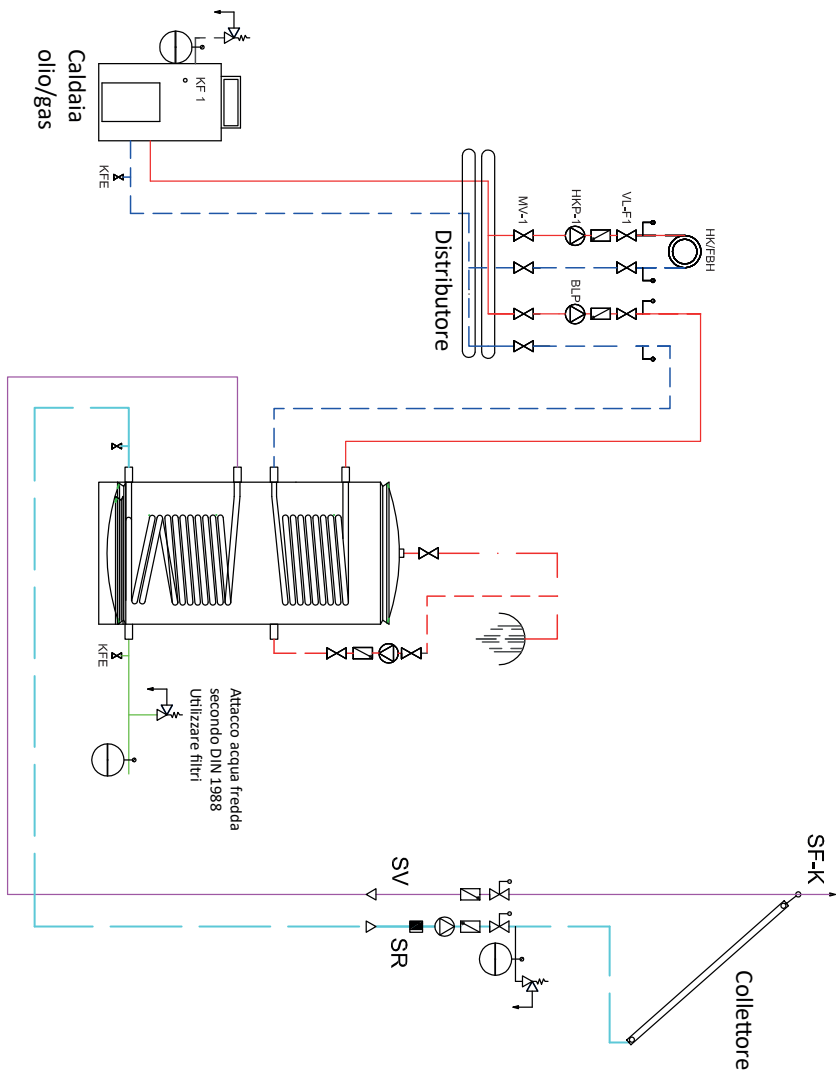 Caldaia
olio/gas
KF 1
KFE
Distributore
MV-1
HKP-1
VL-F1
HK/FBH
BLP
KFE
Attacco acqua fredda
secondo DIN 1988
Utilizzare filtri
SV
SR
SF-K
Collettore